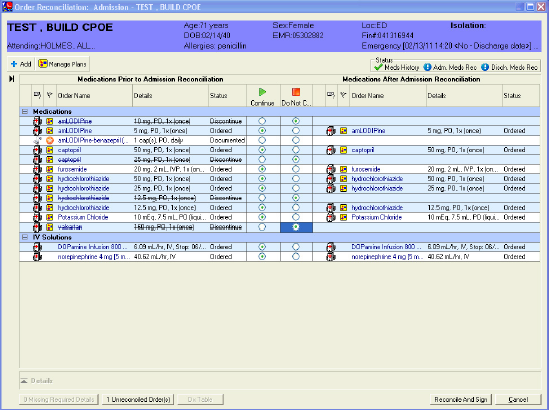 Order Reconciliation: Admission - TEST , BUILD CPOE
TEST , BUILD CPOE
Age:71 years
Sex:Female
Loc:ED
Isolation:
DOB:02/14/40
EMR:05302982
Fin#:041316944
Attending:HOLMES, ALL...
Allergies: penicillin
Emergency [02/13/11 14:20 <No - Discharge date>] ...
Add
Manage Plans
Status
Meds History
Adm. Meds Rec
Disch. Meds Rec
Medications Prior to Admission Reconciliation
Medications After Admission Reconciliation
Order Name Details Status Continue Do Not C... Order Name Details Status
Medications
amLODIPine 10 mg, PO, 1x (once) Discontinue
amLODIPine 5 mg, PO, 1x (once) Ordered amLODIPine 5 mg, PO, 1x (once) Ordered
amLODIPine-benazepril (... 1 cap(s), PO, daily Documented
captopril 50 mg, PO, 1x (once) Ordered captopril 50 mg, PO, 1x (once) Ordered
captopril 25 mg, PO, 1x (once) Discontinue
furosemide 20 mg, 2 mL, IVP, 1x (on... Ordered furosemide 20 mg, 2 mL, IVP, 1x (on... Ordered
hydrochlorothiazide 50 mg, PO, 1x (once) Ordered hydrochlorothiazide 50 mg, PO, 1x (once) Ordered
hydrochlorothiazide 25 mg, PO, 1x (once) Ordered hydrochlorothiazide 25 mg, PO, 1x (once) Ordered
hydrochlorothiazide 12.5 mg, PO, 1x (once) Discontinue
hydrochlorothiazide 12.5 mg, PO, 1x (once) Ordered hydrochlorothiazide 12.5 mg, PO, 1x (once) Ordered
Potassium Chloride 10 mEq, 7.5 mL, PO (liqui... Ordered Potassium Chloride 10 mEq, 7.5 mL, PO (liqui... Ordered
valsartan 160 mg, PO, 1x (once) Discontinue
IV Solutions
DOPamine Infusion 800 ... 6.09 mL/hr, IV, Stop: 06/... Ordered DOPamine Infusion 800 ... 6.09 mL/hr, IV, Stop: 06/... Ordered
norepinephrine 4 mg [5 m... 40.62 mL/hr, IV Ordered norepinephrine 4 mg [5 m... 40.62 mL/hr, IV Ordered
Details
0 Missing Required Details
1 Unreconciled Order(s)
Dx Table
Reconcile And Sign
Cancel